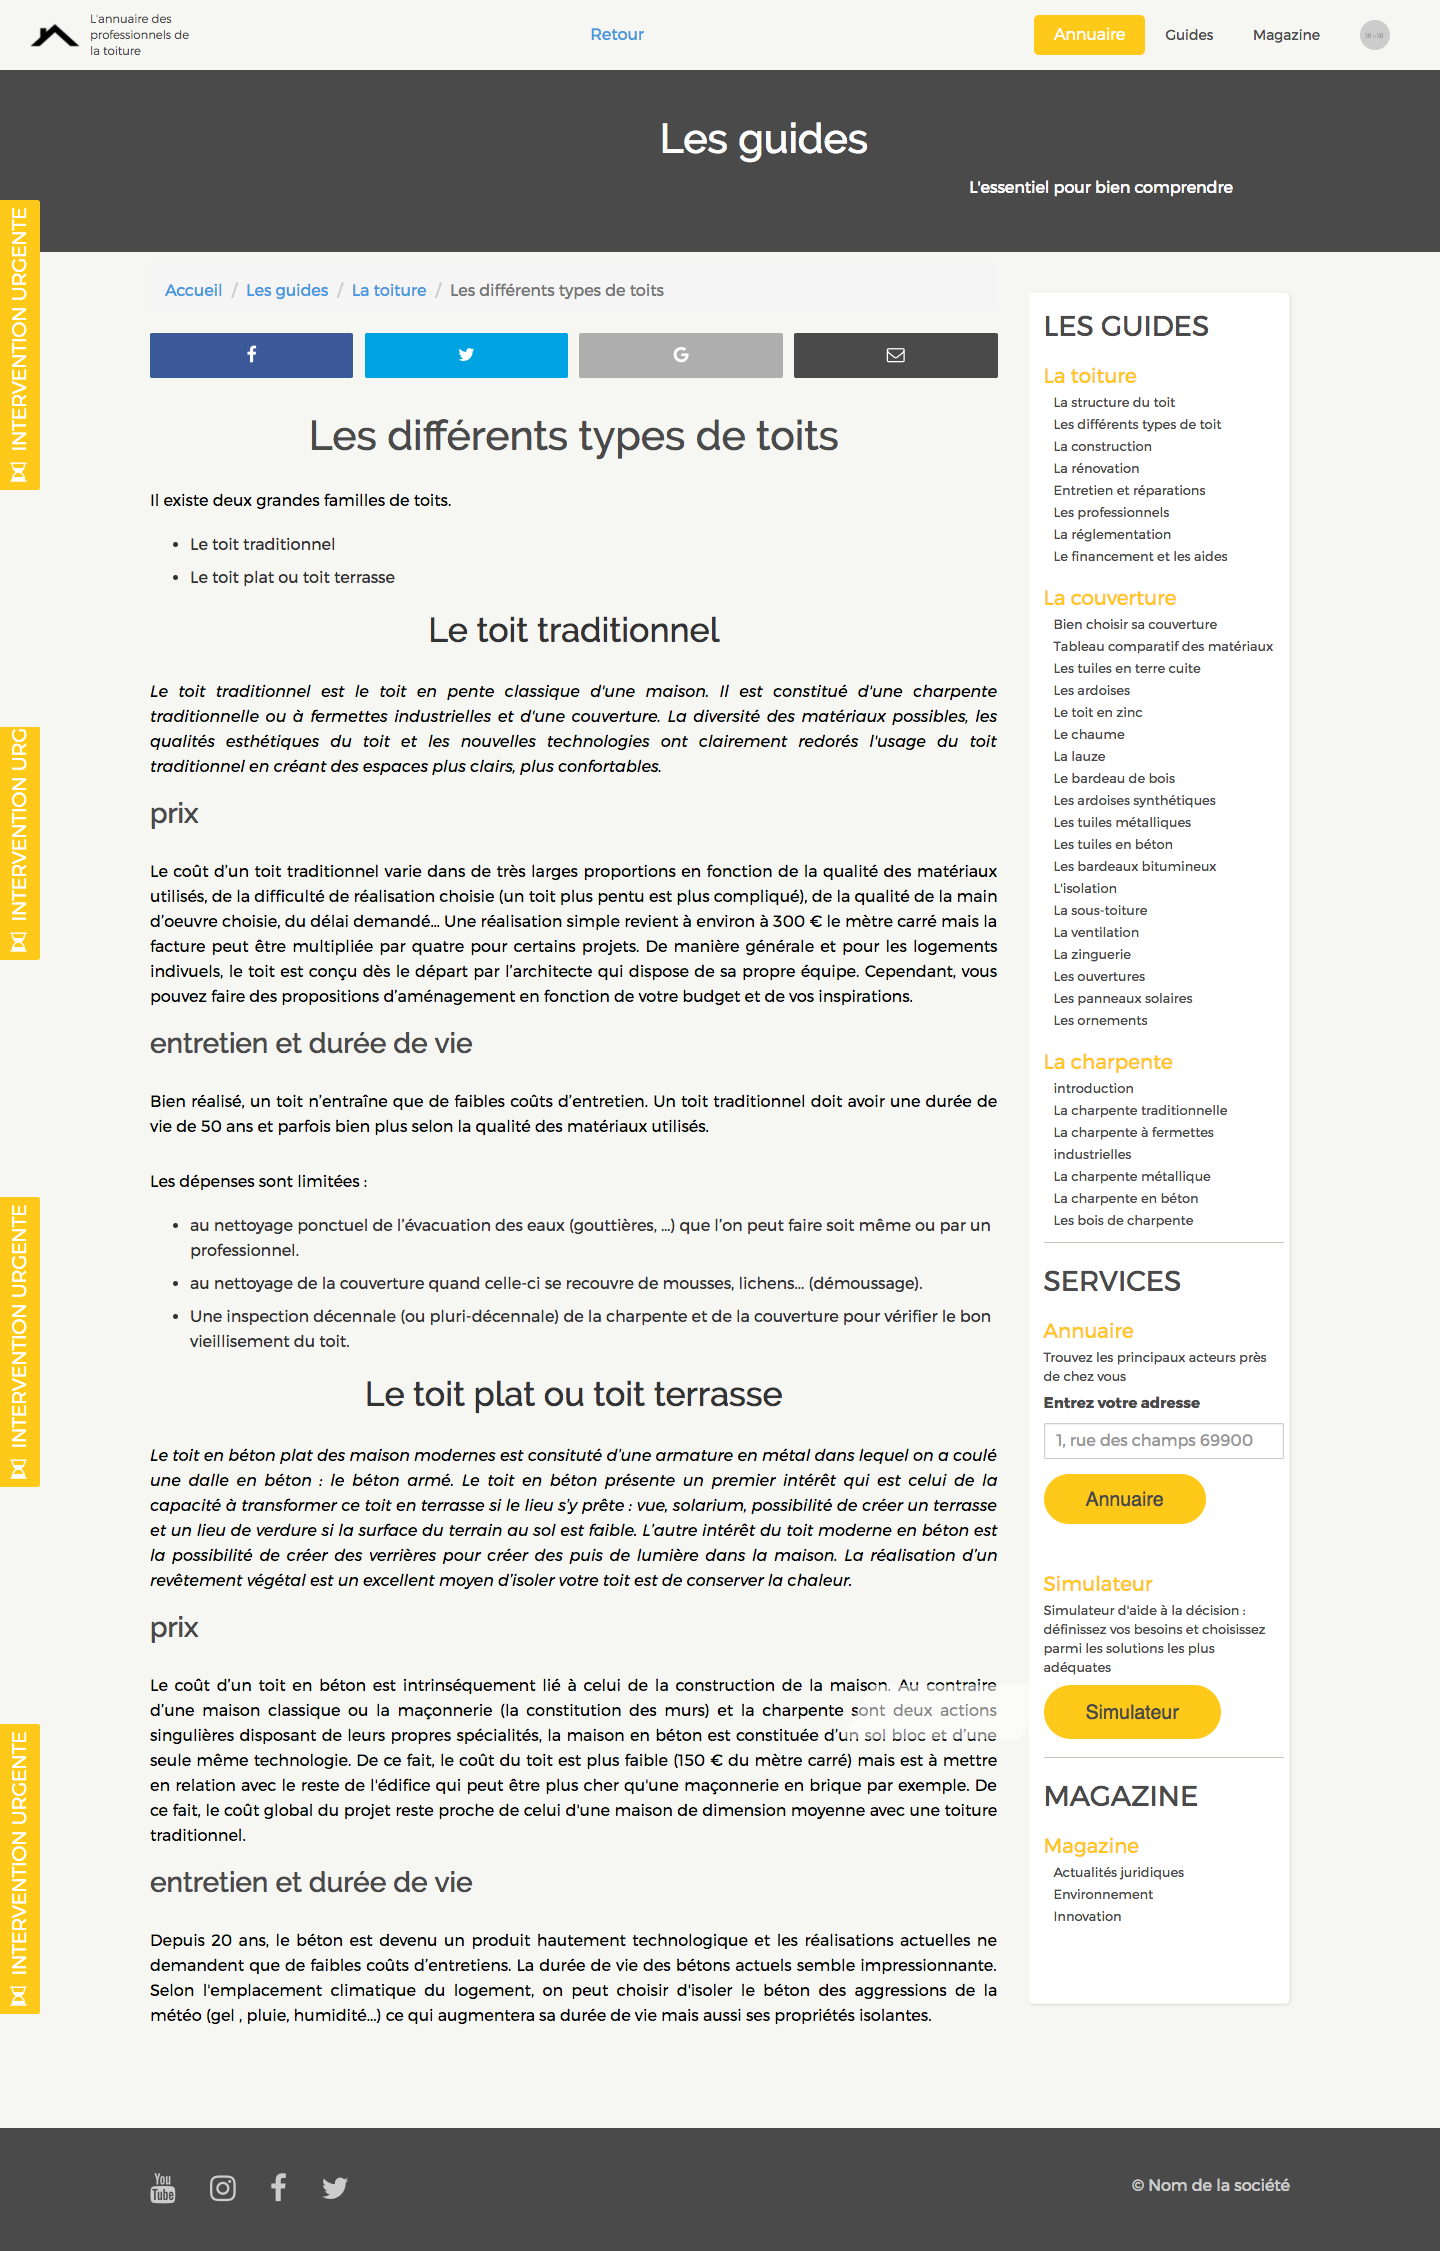 L'annuaire des
professionnels de
la toiture
Retour
Annuaire
Guides
Magazine
30 x 30
Les guides
L'essentiel pour bien comprendre
INTERVENTION URGENTE
INTERVENTION URG
INTERVENTION URGENTE
INTERVENTION URGENTE
Accueil / Les guides / La toiture / Les différents types de toits
Les différents types de toits
Il existe deux grandes familles de toits.
• Le toit traditionnel
• Le toit plat ou toit terrasse
Le toit traditionnel
Le toit traditionnel est le toit en pente classique d'une maison. Il est constitué d'une charpente
traditionnelle ou à fermettes industrielles et d'une couverture. La diversité des matériaux possibles, les
qualités esthétiques du toit et les nouvelles technologies ont clairement redorés l'usage du toit
traditionnel en créant des espaces plus clairs, plus confortables.
prix
Le coût d’un toit traditionnel varie dans de très larges proportions en fonction de la qualité des matériaux
utilisés, de la difficulté de réalisation choisie (un toit plus pentu est plus compliqué), de la qualité de la main
d’oeuvre choisie, du délai demandé... Une réalisation simple revient à environ à 300 € le mètre carré mais la
facture peut être multipliée par quatre pour certains projets. De manière générale et pour les logements
indivuels, le toit est conçu dès le départ par l’architecte qui dispose de sa propre équipe. Cependant, vous
pouvez faire des propositions d’aménagement en fonction de votre budget et de vos inspirations.
entretien et durée de vie
Bien réalisé, un toit n’entraîne que de faibles coûts d’entretien. Un toit traditionnel doit avoir une durée de
vie de 50 ans et parfois bien plus selon la qualité des matériaux utilisés.
Les dépenses sont limitées :
• au nettoyage ponctuel de l’évacuation des eaux (gouttières, ...) que l’on peut faire soit même ou par un
professionnel.
• au nettoyage de la couverture quand celle-ci se recouvre de mousses, lichens... (démoussage).
• Une inspection décennale (ou pluri-décennale) de la charpente et de la couverture pour vérifier le bon
vieillisement du toit.
Le toit plat ou toit terrasse
Le toit en béton plat des maison modernes est consituté d’une armature en métal dans lequel on a coulé
une dalle en béton : le béton armé. Le toit en béton présente un premier intérêt qui est celui de la
capacité à transformer ce toit en terrasse si le lieu s'y prête : vue, solarium, possibilité de créer un terrasse
et un lieu de verdure si la surface du terrain au sol est faible. L’autre intérêt du toit moderne en béton est
la possibilité de créer des verrières pour créer des puis de lumière dans la maison. La réalisation d’un
revêtement végétal est un excellent moyen d’isoler votre toit est de conserver la chaleur.
prix
Le coût d’un toit en béton est intrinséquement lié à celui de la construction de la maison. Au contraire
d’une maison classique ou la maçonnerie (la constitution des murs) et la charpente sont deux actions
singulières disposant de leurs propres spécialités, la maison en béton est constituée d’un sol bloc et d’une
seule même technologie. De ce fait, le coût du toit est plus faible (150 € du mètre carré) mais est à mettre
en relation avec le reste de l'édifice qui peut être plus cher qu'une maçonnerie en brique par exemple. De
ce fait, le coût global du projet reste proche de celui d'une maison de dimension moyenne avec une toiture
traditionnel.
entretien et durée de vie
Depuis 20 ans, le béton est devenu un produit hautement technologique et les réalisations actuelles ne
demandent que de faibles coûts d’entretiens. La durée de vie des bétons actuels semble impressionnante.
Selon l'emplacement climatique du logement, on peut choisir d'isoler le béton des aggressions de la
météo (gel , pluie, humidité...) ce qui augmentera sa durée de vie mais aussi ses propriétés isolantes.
LES GUIDES
La toiture
La structure du toit
Les différents types de toit
La construction
La rénovation
Entretien et réparations
Les professionnels
La réglementation
Le financement et les aides
La couverture
Bien choisir sa couverture
Tableau comparatif des matériaux
Les tuiles en terre cuite
Les ardoises
Le toit en zinc
Le chaume
La lauze
Le bardeau de bois
Les ardoises synthétiques
Les tuiles métalliques
Les tuiles en béton
Les bardeaux bitumineux
L'isolation
La sous-toiture
La ventilation
La zinguerie
Les ouvertures
Les panneaux solaires
Les ornements
La charpente
introduction
La charpente traditionnelle
La charpente à fermettes
industrielles
La charpente métallique
La charpente en béton
Les bois de charpente
SERVICES
Annuaire
Trouvez les principaux acteurs près
de chez vous
Entrez votre adresse
1, rue des champs 69900
Annuaire
Simulateur
Simulateur d'aide à la décision :
définissez vos besoins et choisissez
parmi les solutions les plus
adéquates
Simulateur
MAGAZINE
Magazine
Actualités juridiques
Environnement
Innovation
You
Tube
© Nom de la société